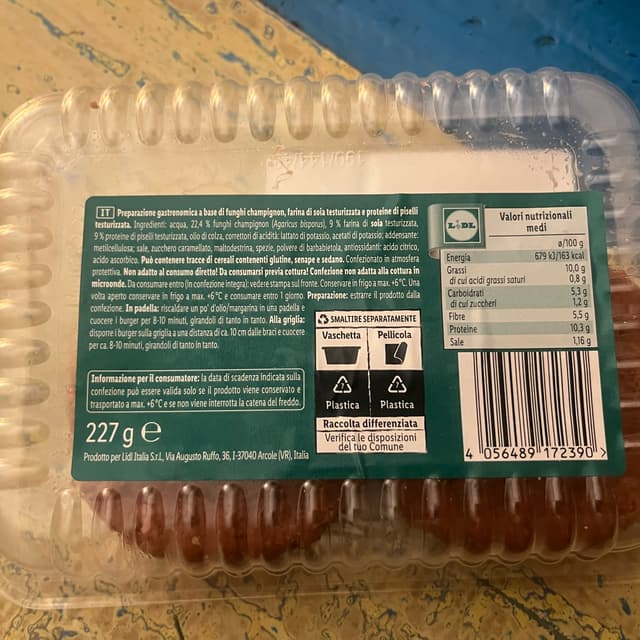 IT Preparazione gastronomica a base di funghi champignon, farina di soia testurizzata e proteine di piselli
testurizzata. Ingredienti: acqua, 22,4 % funghi champignon (Agaricus bisporus), 9 % farina di soia testurizzata,
9 % proteine di piselli testurizzata, olio di colza, correttori di acidità: lattato di potassio, acetati di potassio; addensante:
metilcellulosa; sale, zucchero caramellato, maltodestrina, spezie, polvere di barbabietola, antiossidanti: acido citrico,
acido ascorbico. Può contenere tracce di cereali contenenti glutine, senape e sedano. Confezionato in atmosfera
protettiva. Non adatto al consumo diretto! Da consumarsi previa cottura! Confezione non adatta alla cottura in
microonde. Da consumare entro (in confezione integra): vedere stampa sul fronte. Conservare in frigo a max. +6°C. Una
volta aperto conservare in frigo a max. +6°C e consumare entro 1 giorno. Preparazione: estrarre il prodotto dalla
confezione. In padella: riscaldare un po' d'olio/margarina in una padella e
cuocere i burger per 8-10 minuti, girandoli di tanto in tanto. Alla griglia:
disporre i burger sulla griglia a una distanza di ca. 10 cm dalle braci e cuocere
per ca. 8-10 minuti, girandoli di tanto in tanto.
Informazione per il consumatore: la data di scadenza indicata sulla
confezione può essere valida solo se il prodotto viene conservato e
trasportato a max. +6°C e se non viene interrotta la catena del freddo.
227 g e
Prodotto per Lidl Italia S.r.l., Via Augusto Ruffo, 36, I-37040 Arcole (VR), Italia
SMALTIRE SEPARATAMENTE
Vaschetta Pellicola
Plastica Plastica
Raccolta differenziata
Verifica le disposizioni
del tuo Comune
LIDL
Valori nutrizionali
medi
ø/100 g
Energia 679 kJ/163 kcal
Grassi 10,0 g
di cui acidi grassi saturi 0,8 g
Carboidrati 5,3 g
di cui zuccheri 1,2 g
Fibre 5,5 g
Proteine 10,3 g
Sale 1,16 g
4 056489 172390 >